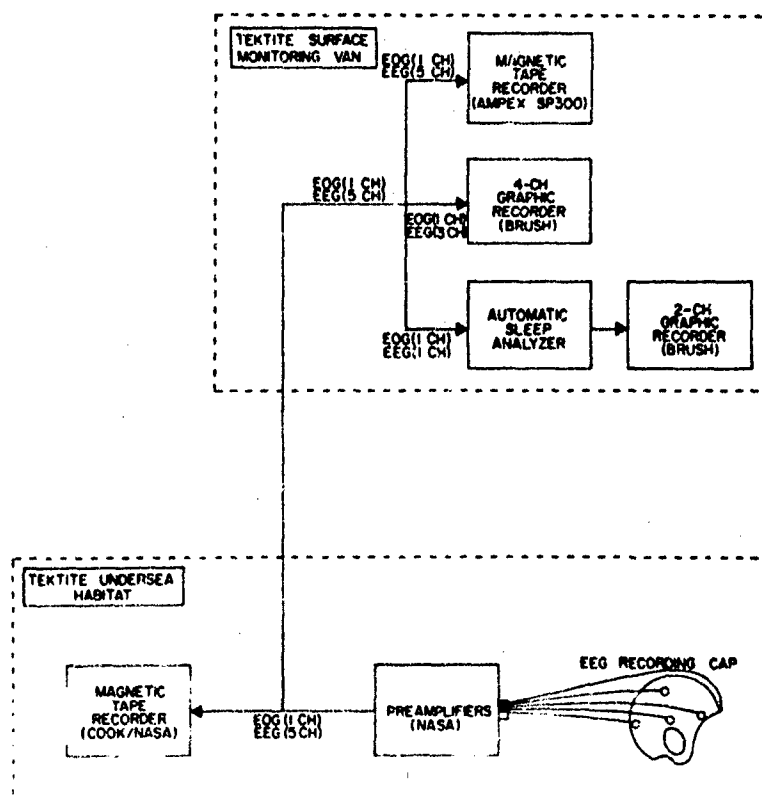 TEKTITE SURFACE
MONITORING VAN
EOG(1 CH)
EEG(5 CH)
MAGNETIC
TAPE
RECORDER
(AMPEX SP300)
EOG(1 CH)
EEG(5 CH)
4-CH
GRAPHIC
RECORDER
(BRUSH)
EOG(1 CH)
EEG(3 CH)
EOG(1 CH)
EEG(1 CH)
AUTOMATIC
SLEEP
ANALYZER
2-CH
GRAPHIC
RECORDER
(BRUSH)
TEKTITE UNDERSEA
HABITAT
MAGNETIC
TAPE
RECORDER
(COOK/NASA)
EOG(1 CH)
EEG(5 CH)
PREAMPLIFIERS
(NASA)
EEG RECORDING CAP